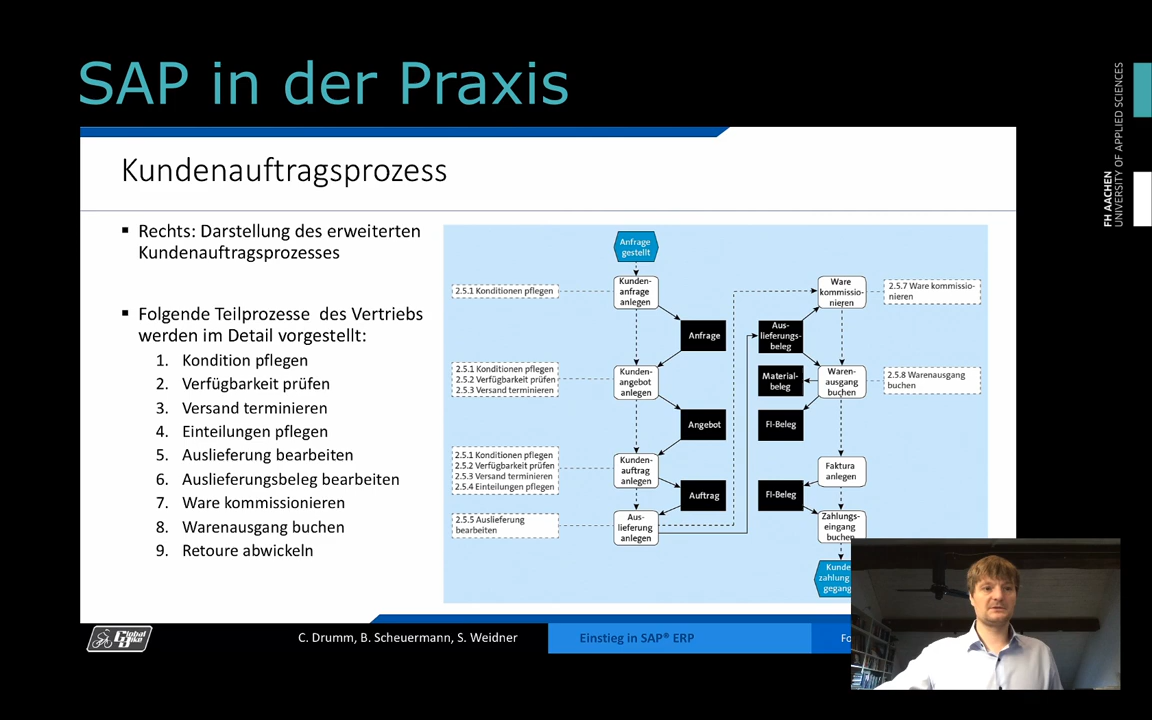 SAP in der Praxis
FH AACHEN
UNIVERSITY OF APPLIED SCIENCES
Kundenauftragsprozess
▪ Rechts: Darstellung des erweiterten
Kundenauftragsprozesses
▪ Folgende Teilprozesse des Vertriebs
werden im Detail vorgestellt:
1. Kondition pflegen
2. Verfügbarkeit prüfen
3. Versand terminieren
4. Einteilungen pflegen
5. Auslieferung bearbeiten
6. Auslieferungsbeleg bearbeiten
7. Ware kommissionieren
8. Warenausgang buchen
9. Retoure abwickeln
Anfrage
gestellt
2.5.1 Konditionen pflegen
Kunden-
anfrage
anlegen
Anfrage
2.5.1 Konditionen pflegen
2.5.2 Verfügbarkeit prüfen
2.5.3 Versand terminieren
Kunden-
angebot
anlegen
Angebot
2.5.1 Konditionen pflegen
2.5.2 Verfügbarkeit prüfen
2.5.3 Versand terminieren
2.5.4 Einteilungen pflegen
Kunden-
auftrag
anlegen
Auftrag
2.5.5 Auslieferung
bearbeiten
Aus-
lieferung
anlegen
Ware
kommissio-
nieren
2.5.7 Ware kommissio-
nieren
Aus-
lieferungs-
beleg
Material-
beleg
Waren-
ausgang
buchen
2.5.8 Warenausgang
buchen
FI-Beleg
Faktura
anlegen
FI-Beleg
Zahlungs-
eingang
buchen
Kunde
zahlung
gegang
Global
Bike
C. Drumm, B. Scheuermann, S. Weidner
Einstieg in SAP® ERP
Fo